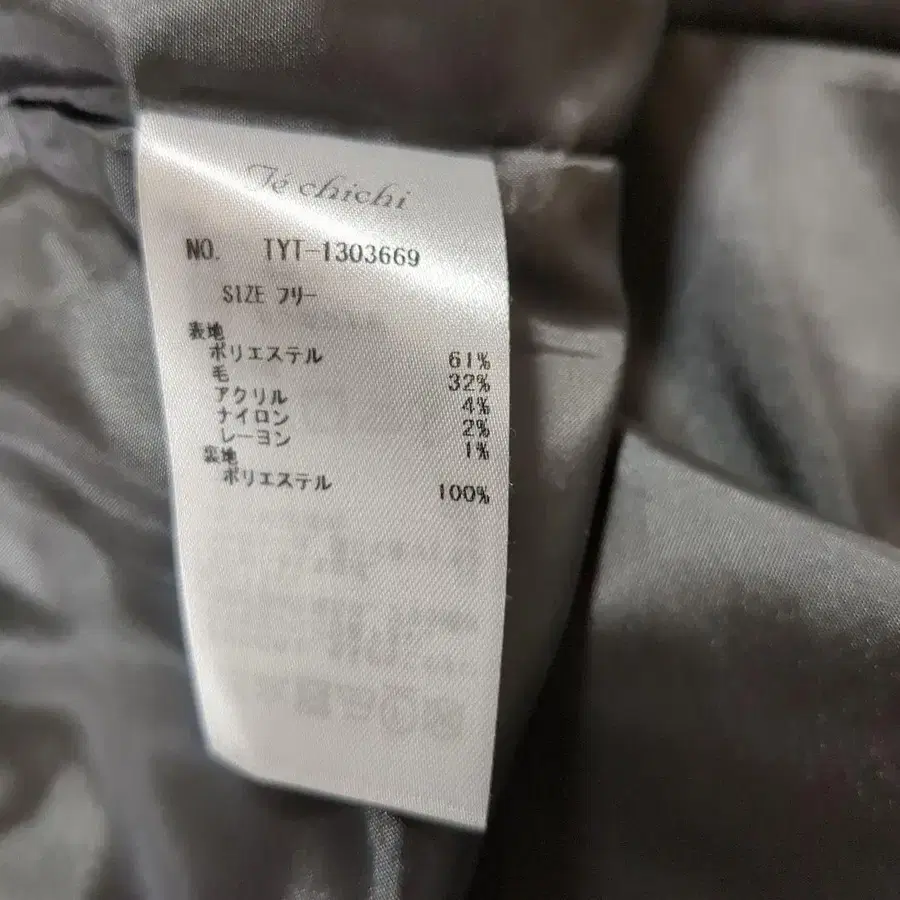 Té chichi
NO. TYT-1303669
SIZE フリー
表地
ポリエステル 61%
毛 32%
アクリル 4%
ナイロン 2%
レーヨン 1%
裏地
ポリエステル 100%